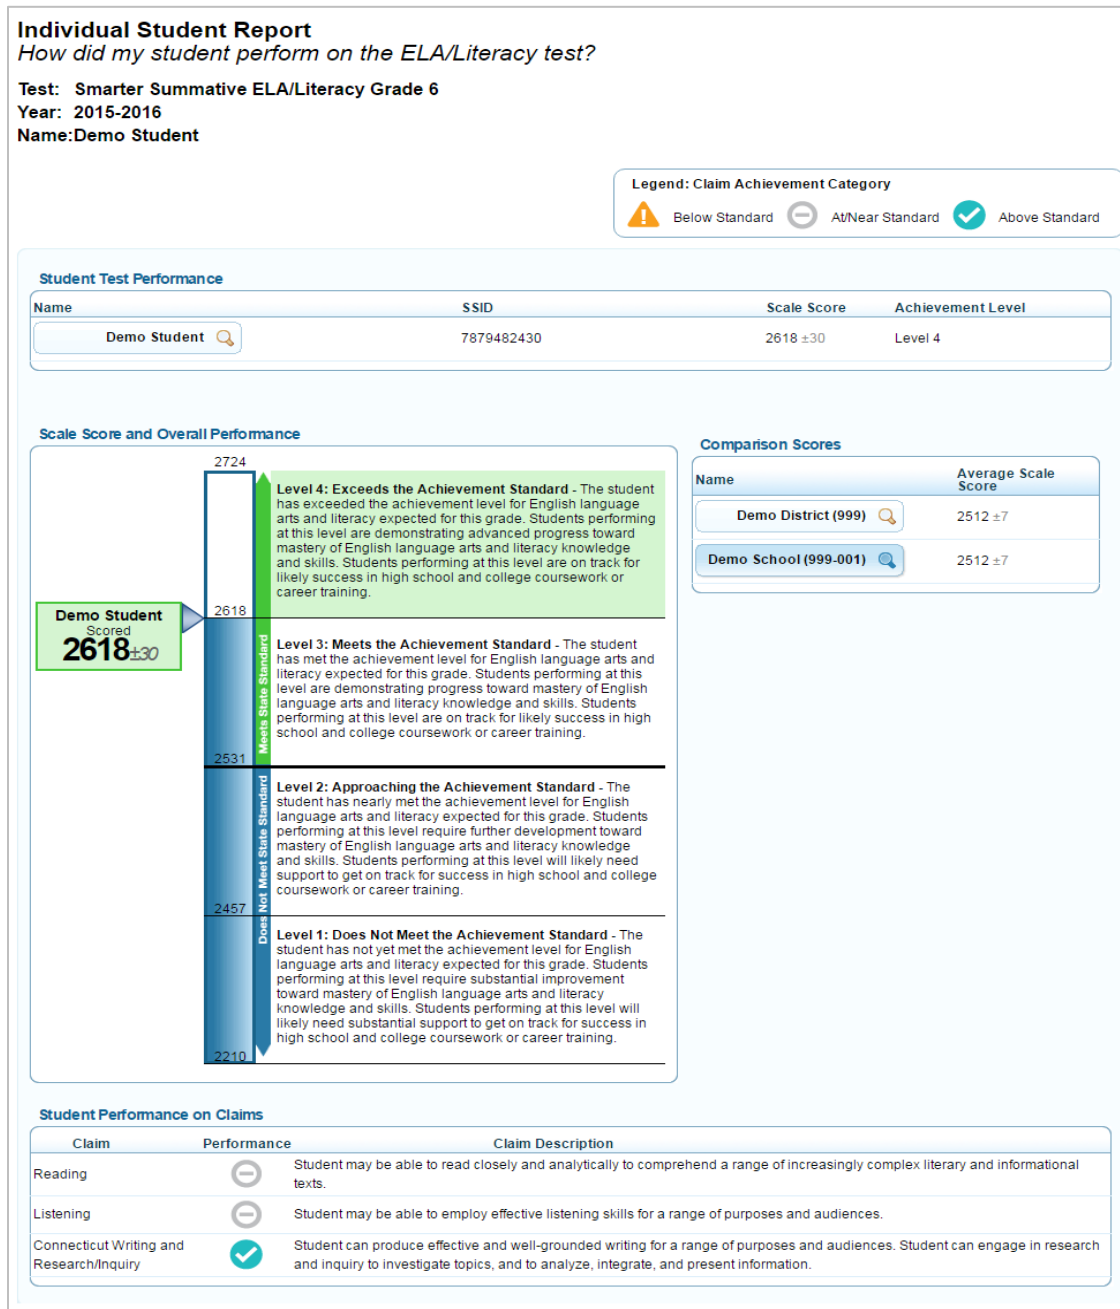 Individual Student Report
How did my student perform on the ELA/Literacy test?
Test: Smarter Summative ELA/Literacy Grade 6
Year: 2015-2016
Name:Demo Student
Legend: Claim Achievement Category
Below Standard At/Near Standard Above Standard
Student Test Performance
Name SSID Scale Score Achievement Level
Demo Student 7879482430 2618 ±30 Level 4
Scale Score and Overall Performance
2724
Level 4: Exceeds the Achievement Standard - The student
has exceeded the achievement level for English language
arts and literacy expected for this grade. Students performing
at this level are demonstrating advanced progress toward
mastery of English language arts and literacy knowledge
and skills. Students performing at this level are on track for
likely success in high school and college coursework or
career training.
2618
Demo Student
Scored
2618±30
Meets State Standard
Level 3: Meets the Achievement Standard - The student
has met the achievement level for English language arts and
literacy expected for this grade. Students performing at this
level are demonstrating progress toward mastery of English
language arts and literacy knowledge and skills. Students
performing at this level are on track for likely success in high
school and college coursework or career training.
2531
Does Not Meet State Standard
Level 2: Approaching the Achievement Standard - The
student has nearly met the achievement level for English
language arts and literacy expected for this grade. Students
performing at this level require further development toward
mastery of English language arts and literacy knowledge
and skills. Students performing at this level will likely need
support to get on track for success in high school and college
coursework or career training.
2457
Level 1: Does Not Meet the Achievement Standard - The
student has not yet met the achievement level for English
language arts and literacy expected for this grade. Students
performing at this level require substantial improvement
toward mastery of English language arts and literacy
knowledge and skills. Students performing at this level will
likely need substantial support to get on track for success in
high school and college coursework or career training.
2210
Comparison Scores
Name Average Scale
Score
Demo District (999) 2512 ±7
Demo School (999-001) 2512 ±7
Student Performance on Claims
Claim Performance Claim Description
Reading Student may be able to read closely and analytically to comprehend a range of increasingly complex literary and informational
texts.
Listening Student may be able to employ effective listening skills for a range of purposes and audiences.
Connecticut Writing and Student can produce effective and well-grounded writing for a range of purposes and audiences. Student can engage in research
Research/Inquiry and inquiry to investigate topics, and to analyze, integrate, and present information.